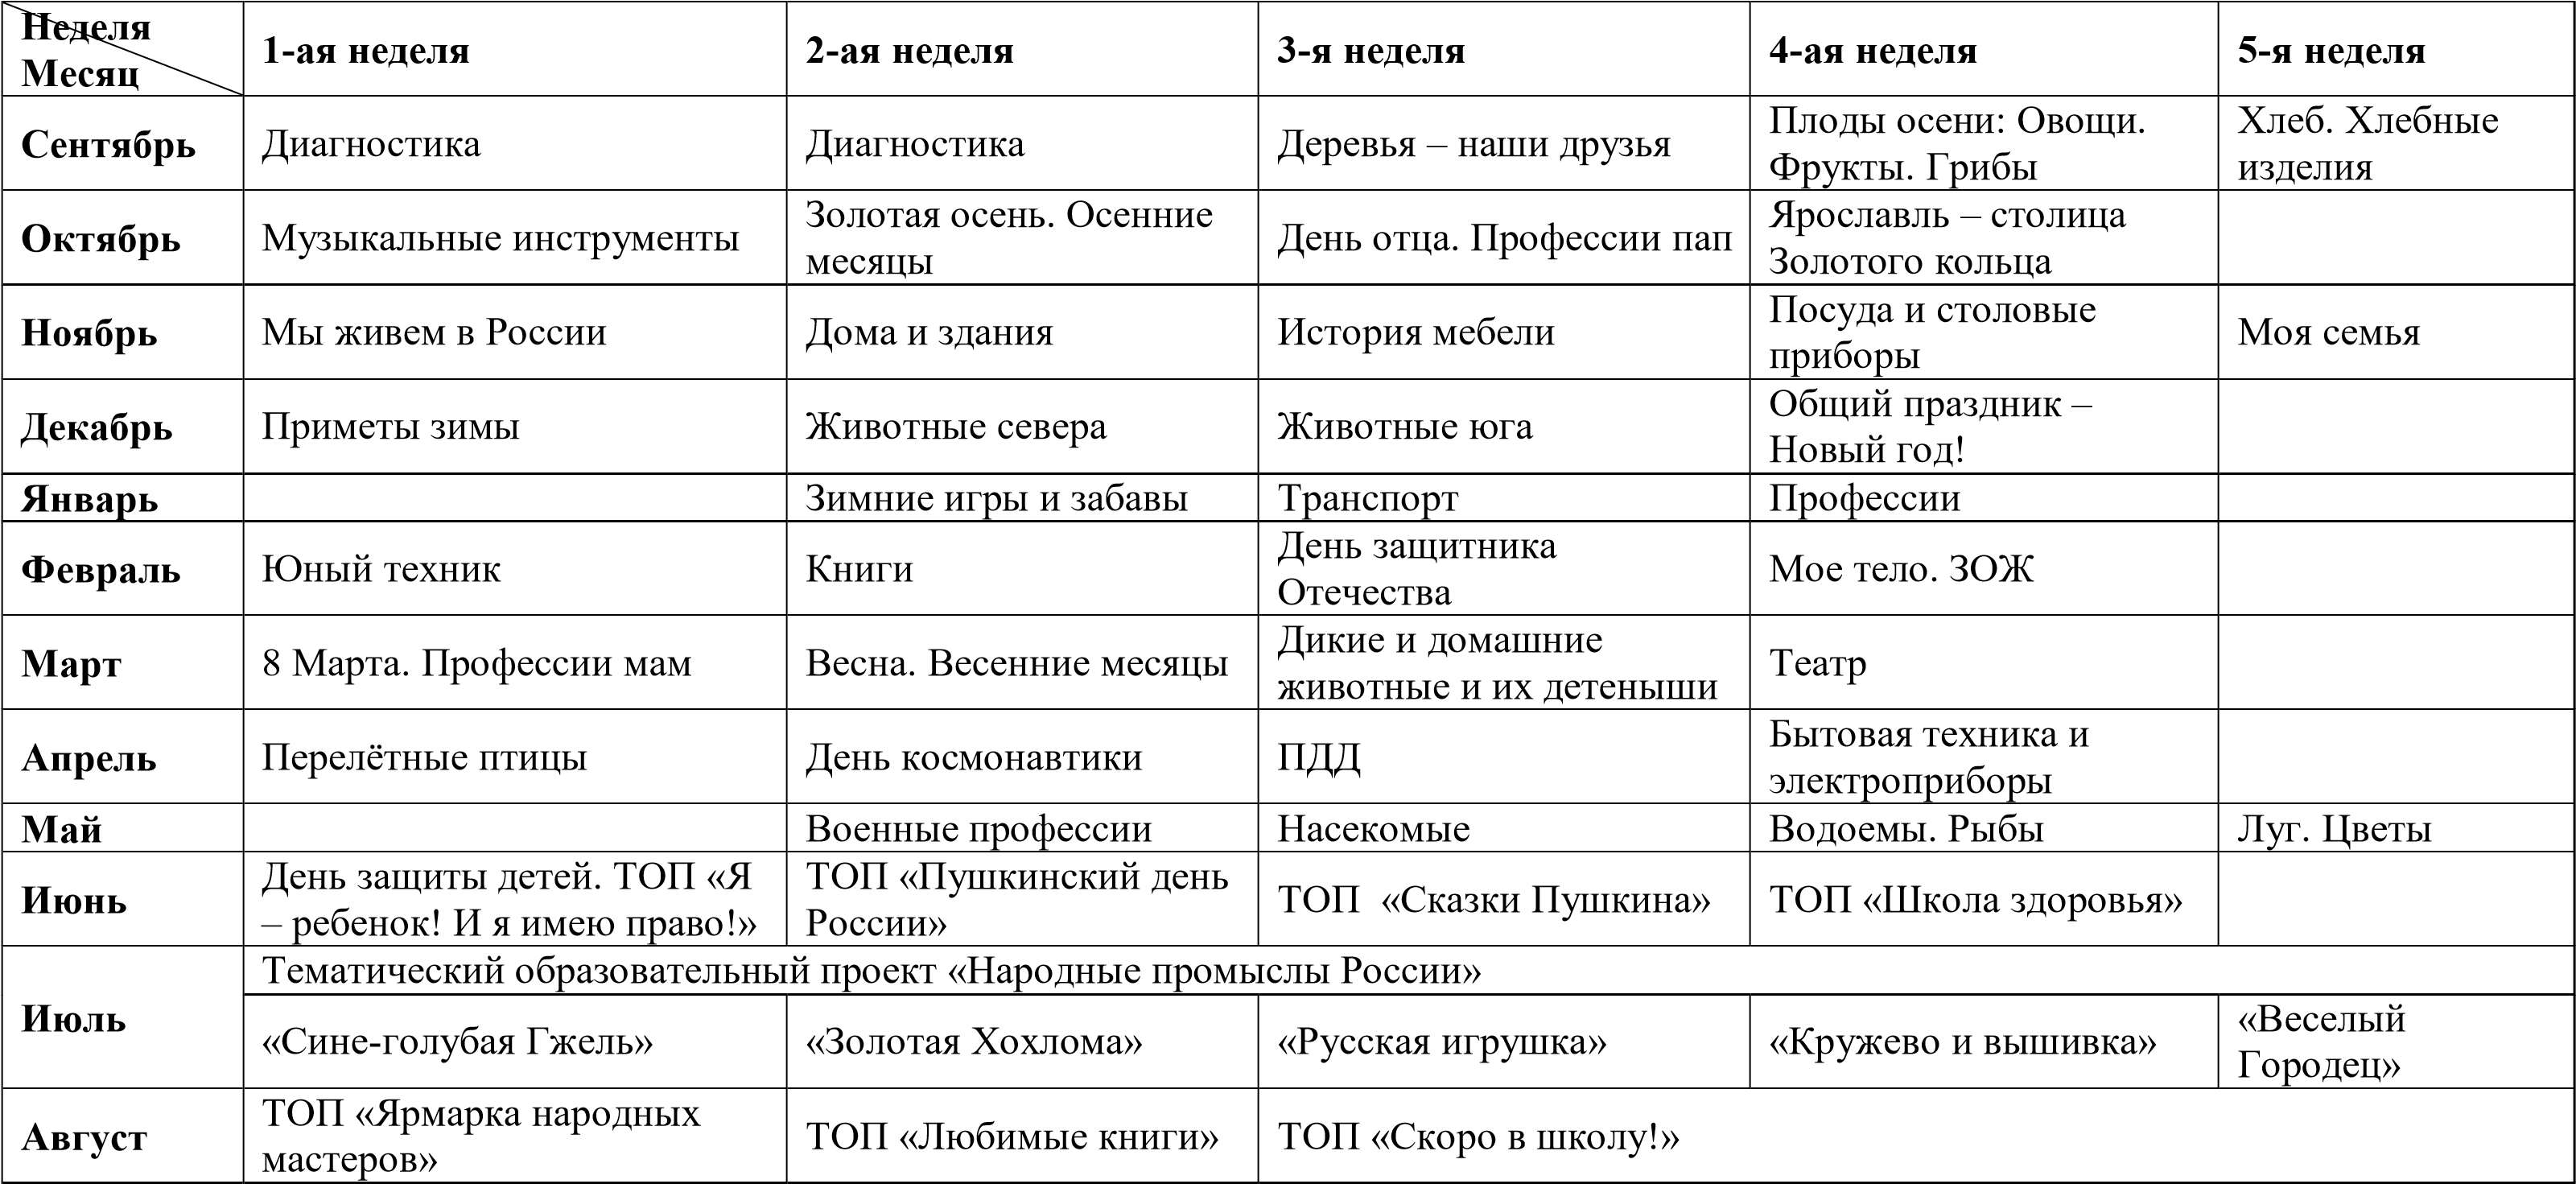 Неделя
Месяц
1-ая неделя
2-ая неделя
3-я неделя
4-ая неделя
5-я неделя
Сентябрь
Диагностика
Диагностика
Деревья – наши друзья
Плоды осени: Овощи.
Фрукты. Грибы
Хлеб. Хлебные
изделия
Октябрь
Музыкальные инструменты
Золотая осень. Осенние
месяцы
День отца. Профессии пап
Ярославль – столица
Золотого кольца
Ноябрь
Мы живем в России
Дома и здания
История мебели
Посуда и столовые
приборы
Моя семья
Декабрь
Приметы зимы
Животные севера
Животные юга
Общий праздник –
Новый год!
Январь
Зимние игры и забавы
Транспорт
Профессии
Февраль
Юный техник
Книги
День защитника
Отечества
Мое тело. ЗОЖ
Март
8 Марта. Профессии мам
Весна. Весенние месяцы
Дикие и домашние
животные и их детеныши
Театр
Апрель
Перелётные птицы
День космонавтики
ПДД
Бытовая техника и
электроприборы
Май
Военные профессии
Насекомые
Водоемы. Рыбы
Луг. Цветы
Июнь
День защиты детей. ТОП «Я
– ребенок! И я имею право!»
ТОП «Пушкинский день
России»
ТОП  «Сказки Пушкина»
ТОП «Школа здоровья»
Июль
Тематический образовательный проект «Народные промыслы России»
«Сине-голубая Гжель»
«Золотая Хохлома»
«Русская игрушка»
«Кружево и вышивка»
«Веселый
Городец»
Август
ТОП «Ярмарка народных
мастеров»
ТОП «Любимые книги»
ТОП «Скоро в школу!»